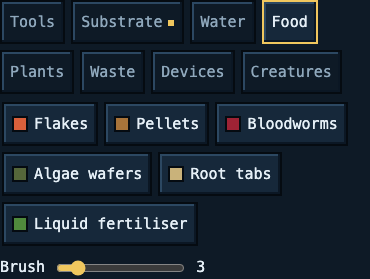 Tools Substrate Water Food
Plants Waste Devices Creatures
Flakes Pellets Bloodworms
Algae wafers Root tabs
Liquid fertiliser
Brush 3